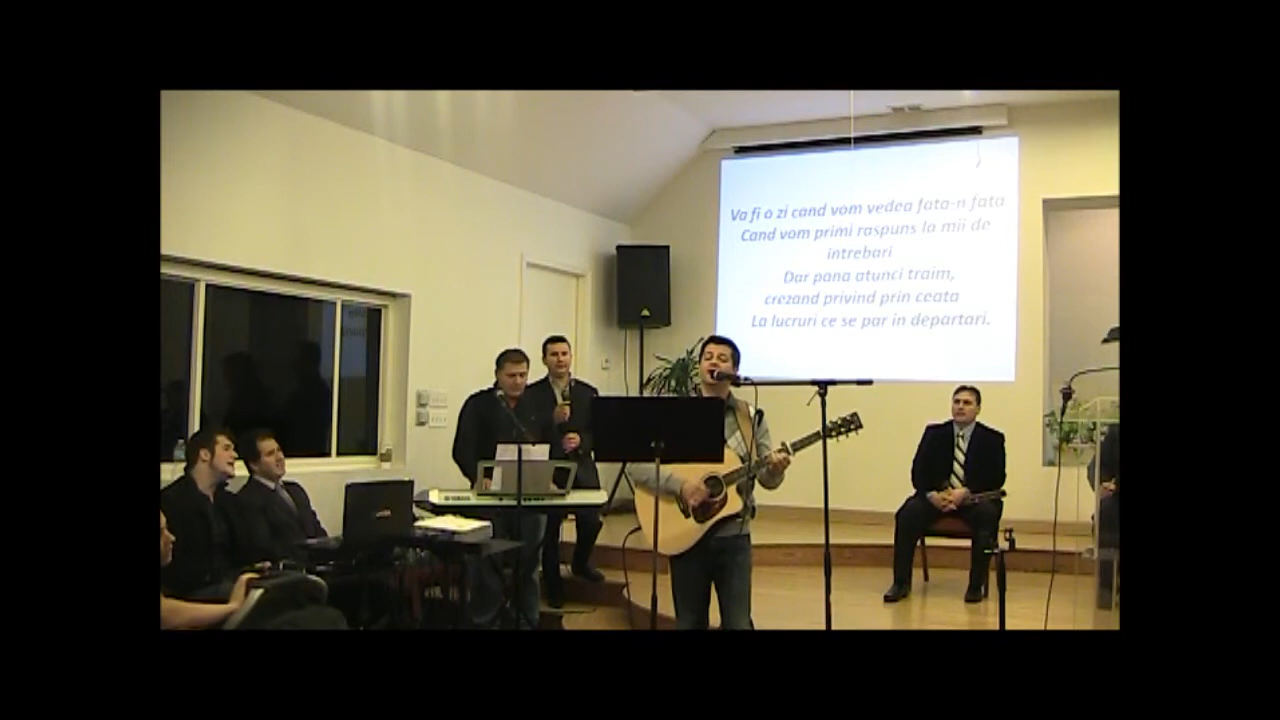 Va fi o zi cand vom vedea fata-n fata
Cand vom primi raspuns la mii de
intrebari
Dar pana atunci traim,
crezand privind prin ceata
La lucruri ce se par in departari.
YAMAHA